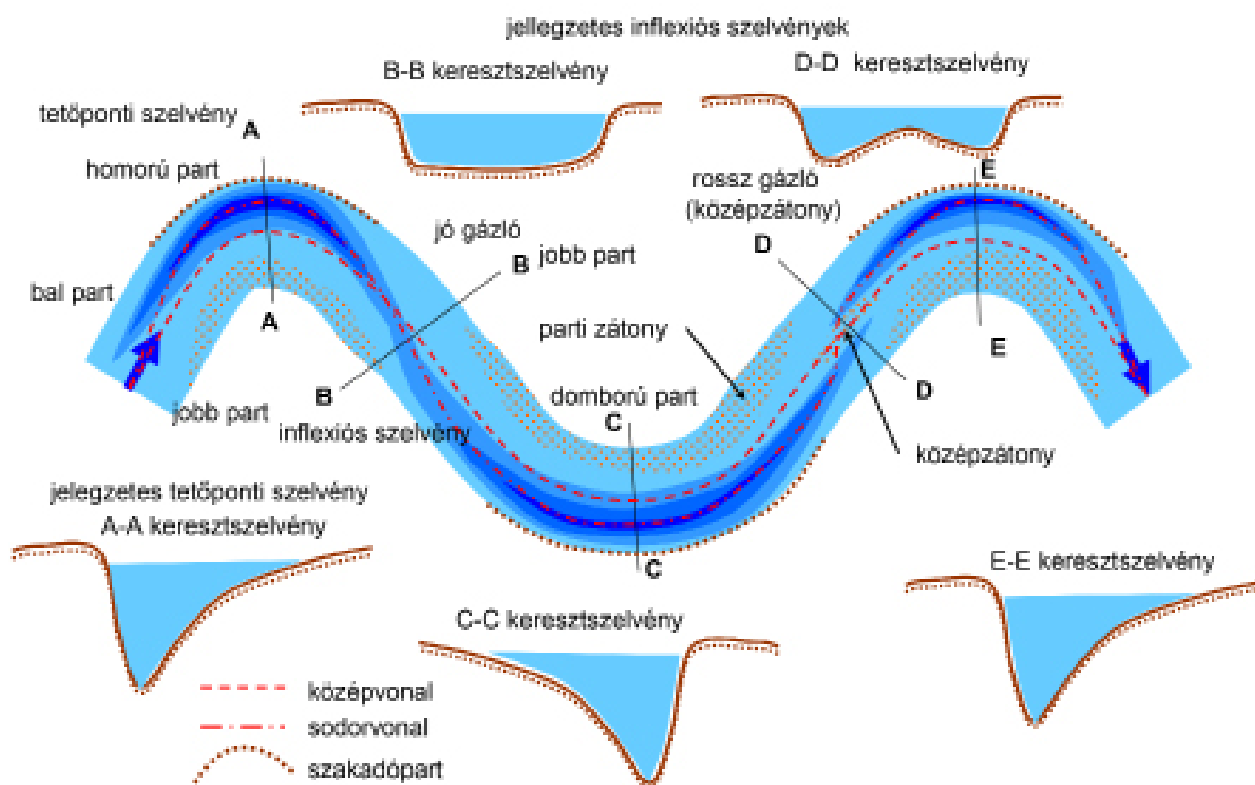 jellegzetes inflexiós szelvények
B-B keresztszelvény
D-D keresztszelvény
tetőponti szelvény
A
homorú part
E
rossz gázló
(középzátony)
jó gázló
D
B
jobb part
bal part
A
parti zátony
E
B
domború part
D
jobb part
C
inflexiós szelvény
középzátony
jelegzetes tetőponti szelvény
A-A keresztszelvény
C
E-E keresztszelvény
C-C keresztszelvény
középvonal
sodorvonal
szakadópart